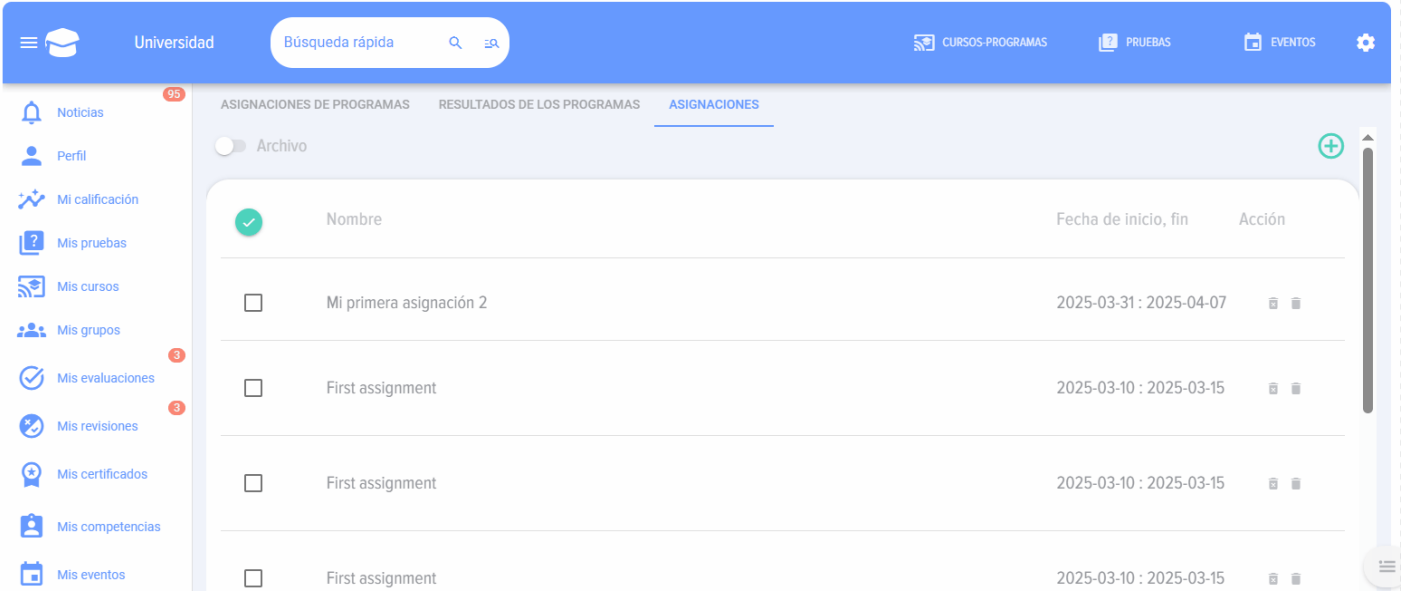 Universidad
Búsqueda rápida
CURSOS-PROGRAMAS
PRUEBAS
EVENTOS
Noticias
95
Perfil
Mi calificación
Mis pruebas
Mis cursos
Mis grupos
3
Mis evaluaciones
3
Mis revisiones
Mis certificados
Mis competencias
Mis eventos
ASIGNACIONES DE PROGRAMAS
RESULTADOS DE LOS PROGRAMAS
ASIGNACIONES
Archivo
Nombre
Fecha de inicio, fin
Acción
Mi primera asignación 2
2025-03-31 : 2025-04-07
First assignment
2025-03-10 : 2025-03-15
First assignment
2025-03-10 : 2025-03-15
First assignment
2025-03-10 : 2025-03-15